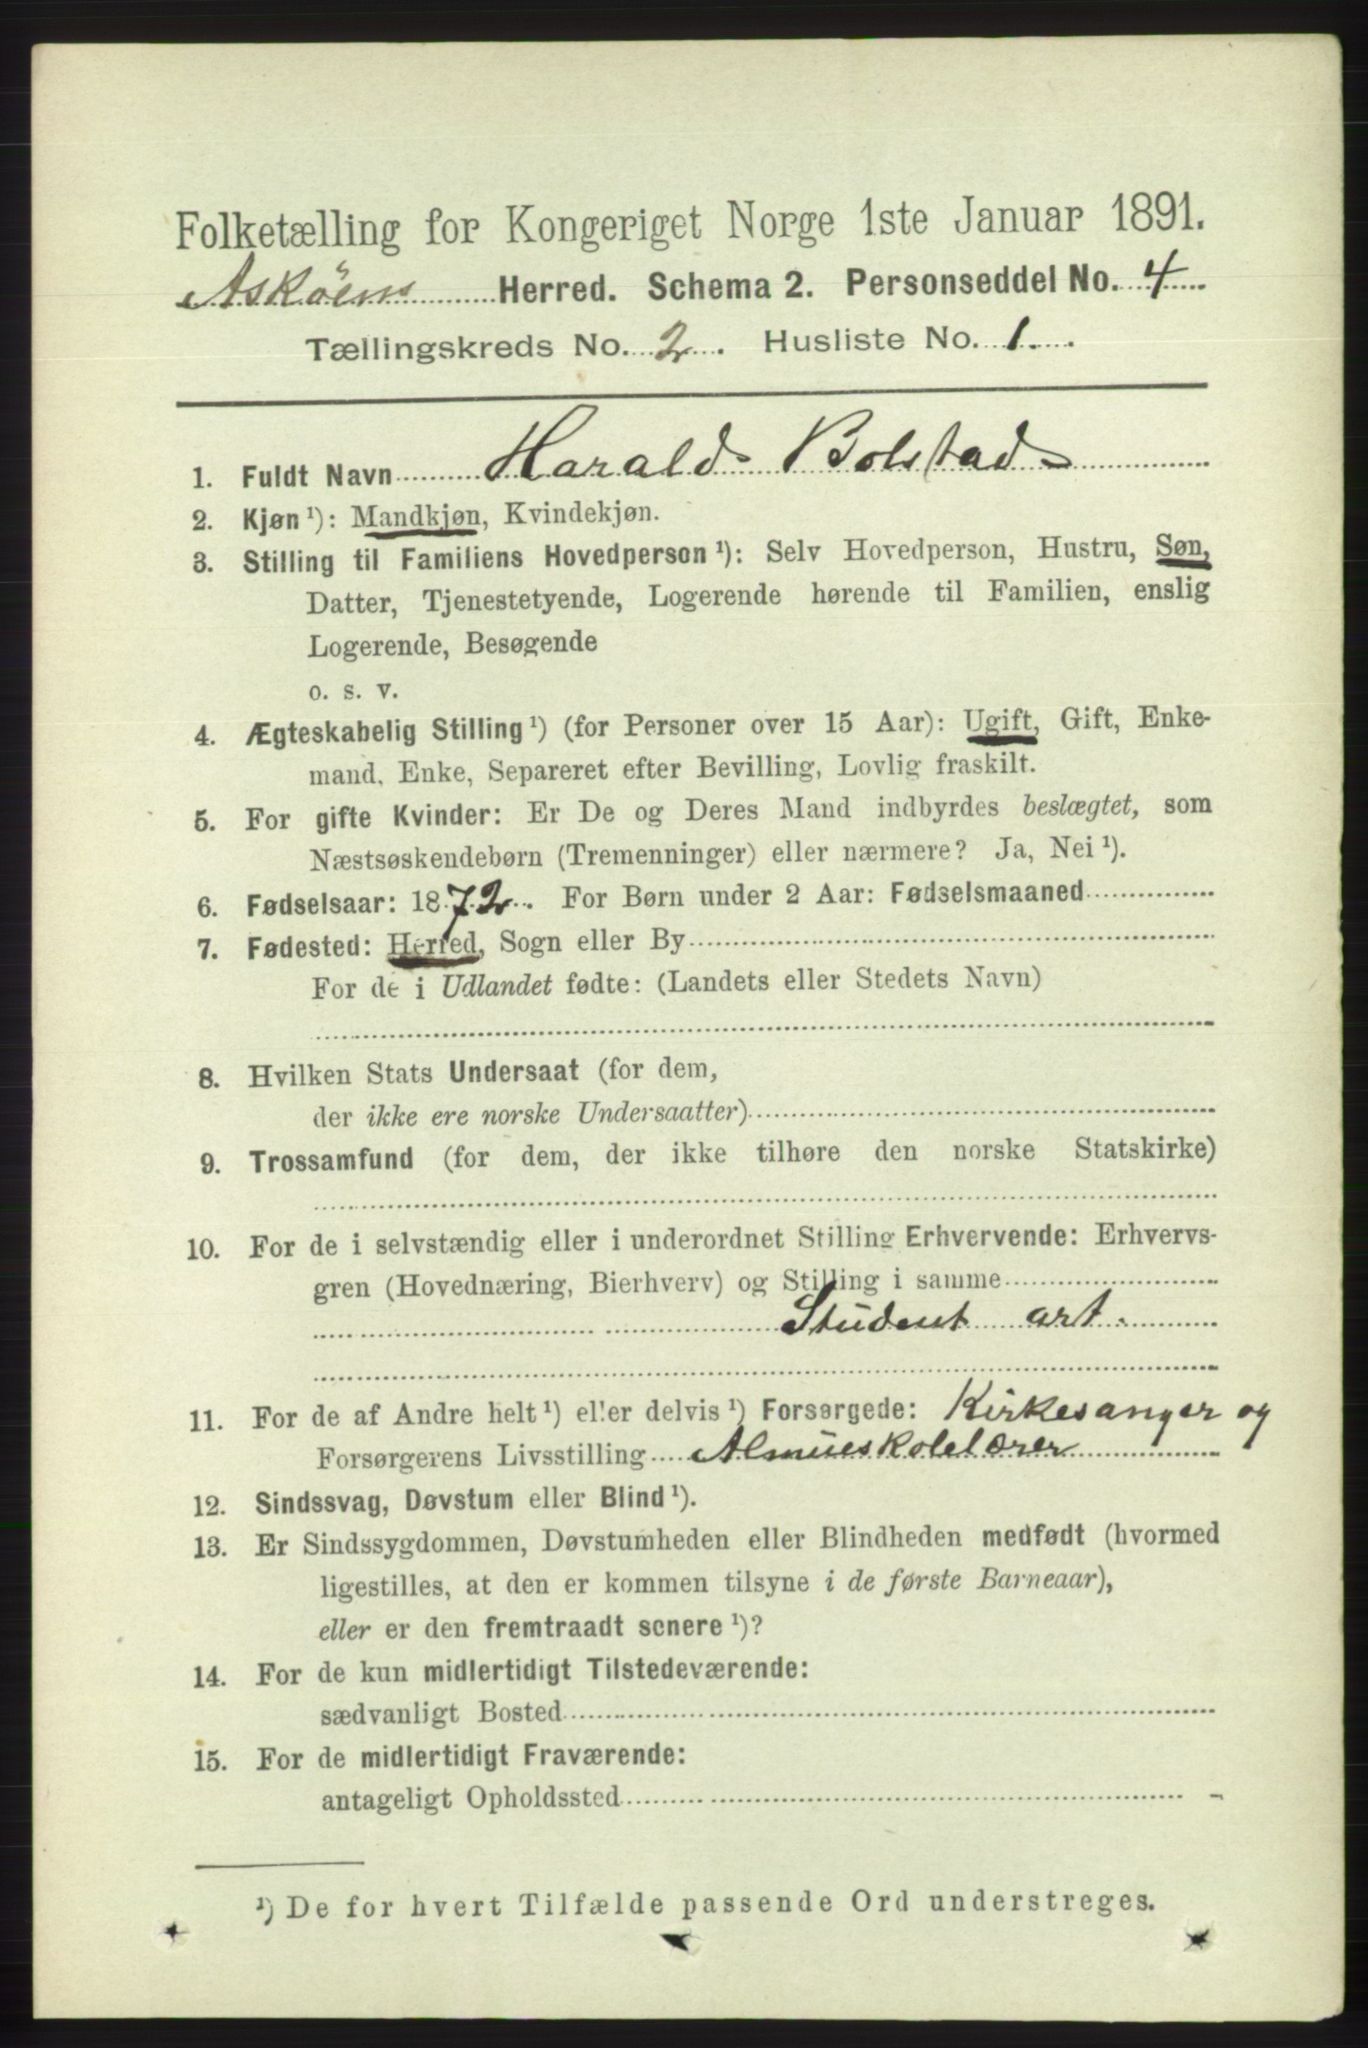 Folketælling for Kongeriget Norge 1ste Januar 1891.
Askøens Herred. Schema 2. Personseddel No. 4
Tællingskreds No. 2. Husliste No. 1.
1. Fuldt Navn Harald Bolstad
2. Kjøn ¹): Mandkjøn, Kvindekjøn.
3. Stilling til Familiens Hovedperson ¹): Selv Hovedperson, Hustru, Søn,
Datter, Tjenestetyende, Logerende hørende til Familien, enslig
Logerende, Besøgende
o. s. v.
4. Ægteskabelig Stilling ¹) (for Personer over 15 Aar): Ugift, Gift, Enke-
mand, Enke, Separeret efter Bevilling, Lovlig fraskilt.
5. For gifte Kvinder: Er De og Deres Mand indbyrdes beslægtet, som
Næstsøskendebørn (Tremenninger) eller nærmere? Ja, Nei ¹).
6. Fødselsaar: 1872. For Børn under 2 Aar: Fødselsmaaned
7. Fødested: Herred, Sogn eller By
For de i Udlandet fødte: (Landets eller Stedets Navn)
8. Hvilken Stats Undersaat (for dem,
der ikke ere norske Undersaatter)
9. Trossamfund (for dem, der ikke tilhøre den norske Statskirke)
10. For de i selvstændig eller i underordnet Stilling Erhvervende: Erhvervs-
gren (Hovednæring, Bierhverv) og Stilling i samme
Student art.
11. For de af Andre helt ¹) eller delvis ¹) Forsørgede: Kirkesanger og
Forsørgerens Livsstilling Almueskolelærer
12. Sindssvag, Døvstum eller Blind ¹).
13. Er Sindssygdommen, Døvstumheden eller Blindheden medfødt (hvormed
ligestilles, at den er kommen tilsyne i de første Barneaar),
eller er den fremtraadt senere ¹)?
14. For de kun midlertidigt Tilstedeværende:
sædvanligt Bosted
15. For de midlertidigt Fraværende:
antageligt Opholdssted
¹) De for hvert Tilfælde passende Ord understreges.